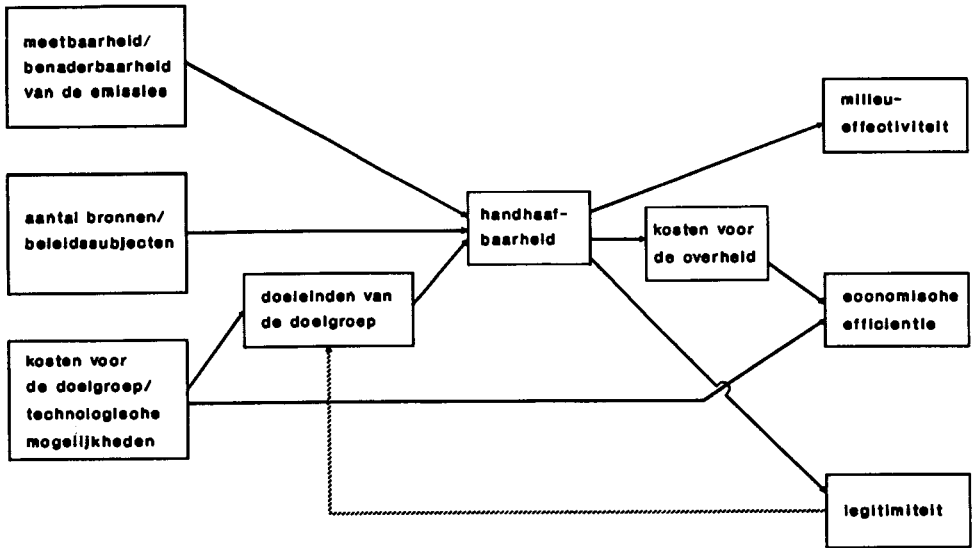 meetbaarheid/
benaderbaarheid
van de emissies
aantal bronnen/
beleidssubjecten
kosten voor
de doelgroep/
technologische
mogelijkheden
doeleinden van
de doelgroep
handhaaf-
baarheid
kosten voor
de overheid
milieu-
effectiviteit
economische
efficientie
legitimiteit